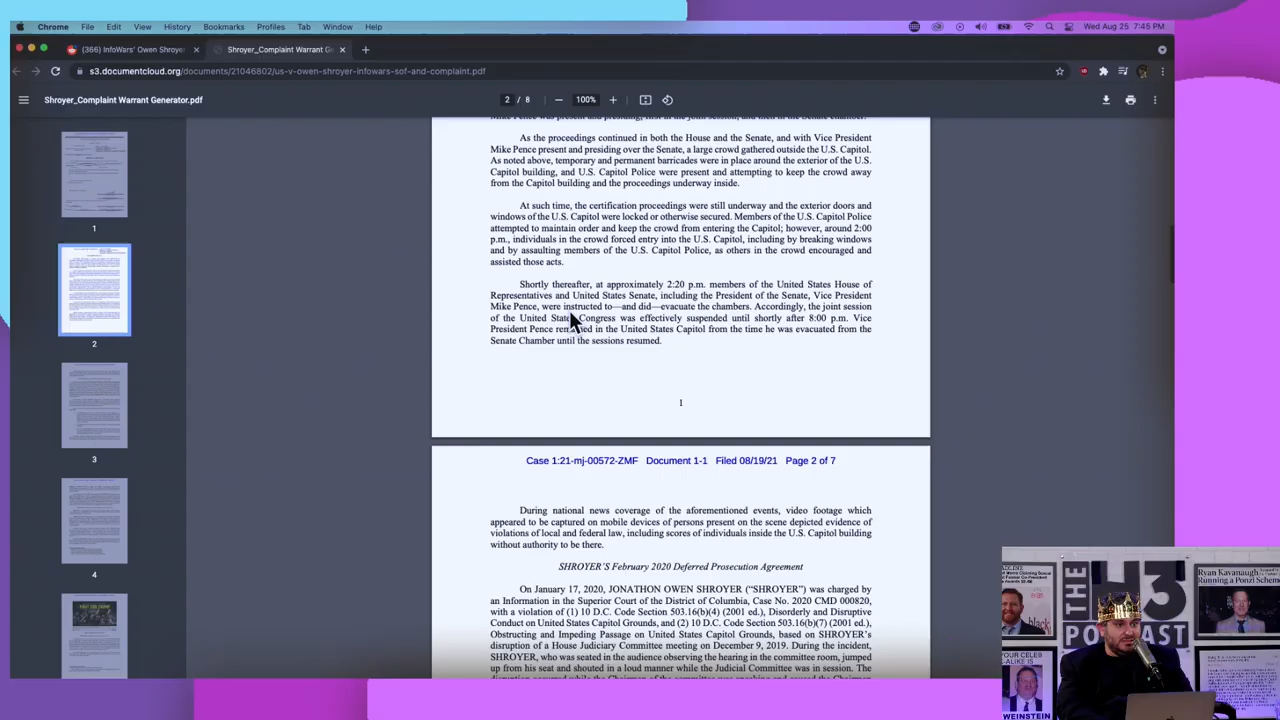 Chrome File Edit View History Bookmarks Profiles Tab Window Help Wed Aug 25 7:45 PM
(366) InfoWars' Owen Shroyer Shroyer_Complaint Warrant Ge
s3.documentcloud.org/documents/21046802/us-v-owen-shroyer-infowars-sof-and-complaint.pdf
Shroyer_Complaint Warrant Generator.pdf 2 / 8 100%
1
2
3
4
As the proceedings continued in both the House and the Senate, and with Vice President
Mike Pence present and presiding over the Senate, a large crowd gathered outside the U.S. Capitol.
As noted above, temporary and permanent barricades were in place around the exterior of the U.S.
Capitol building, and U.S. Capitol Police were present and attempting to keep the crowd away
from the Capitol building and the proceedings underway inside.
At such time, the certification proceedings were still underway and the exterior doors and
windows of the U.S. Capitol were locked or otherwise secured. Members of the U.S. Capitol Police
attempted to maintain order and keep the crowd from entering the Capitol; however, around 2:00
p.m., individuals in the crowd forced entry into the U.S. Capitol, including by breaking windows
and by assaulting members of the U.S. Capitol Police, as others in the crowd encouraged and
assisted those acts.
Shortly thereafter, at approximately 2:20 p.m. members of the United States House of
Representatives and United States Senate, including the President of the Senate, Vice President
Mike Pence, were instructed to—and did—evacuate the chambers. Accordingly, the joint session
of the United States Congress was effectively suspended until shortly after 8:00 p.m. Vice
President Pence remained in the United States Capitol from the time he was evacuated from the
Senate Chamber until the sessions resumed.
1
Case 1:21-mj-00572-ZMF Document 1-1 Filed 08/19/21 Page 2 of 7
During national news coverage of the aforementioned events, video footage which
appeared to be captured on mobile devices of persons present on the scene depicted evidence of
violations of local and federal law, including scores of individuals inside the U.S. Capitol building
without authority to be there.
SHROYER'S February 2020 Deferred Prosecution Agreement
On January 17, 2020, JONATHON OWEN SHROYER ("SHROYER") was charged by
an Information in the Superior Court of the District of Columbia, Case No. 2020 CMD 000820,
with a violation of (1) 10 D.C. Code Section 503.16(b)(4) (2001 ed.), Disorderly and Disruptive
Conduct on United States Capitol Grounds, and (2) 10 D.C. Code Section 503.16(b)(7) (2001 ed.),
Obstructing and Impeding Passage on United States Capitol Grounds, based on SHROYER's
disruption of a House Judiciary Committee meeting on December 9, 2019. During the incident,
SHROYER, who was seated in the audience observing the hearing in the committee room, jumped
up from his seat and shouted in a loud manner while the Judicial Committee was in session. The
THE H3
PODCAST
Ryan Kavanaugh
Running a Ponzi Scheme
black
YOUR CELEB
WEINSTEIN